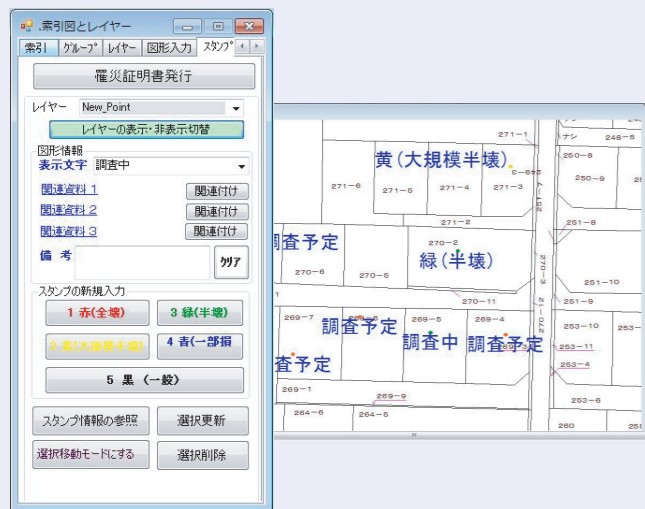 .索引図とレイヤー
索引 グループ レイヤー 図形入力 スタンプ
罹災証明書発行
レイヤー New_Point
レイヤーの表示・非表示切替
図形情報
表示文字 調査中
関連資料1 関連付け
関連資料2 関連付け
関連資料3 関連付け
備考 クリア
スタンプの新規入力
1 赤(全壊) 3 緑(半壊)
4 青(一部損
5 黒 (一般)
スタンプ情報の参照 選択更新
選択移動モードにする 選択削除
271-1 ナシ 248-5
黄(大規模半壊) 249-3 250-8
271-6 271-5 271-4 271-3 250-9
251-7
271-2 251-8
調査予定 270-2
緑(半壊)
270-6 270-5 270-3 251-10
270-11 251-9
269-7 269-5 269-4 270-12 253-10
調査予定 調査中 調査予定 253-11
査予定 253-4
269-1 269-9 253-6
264-6 264-5 260